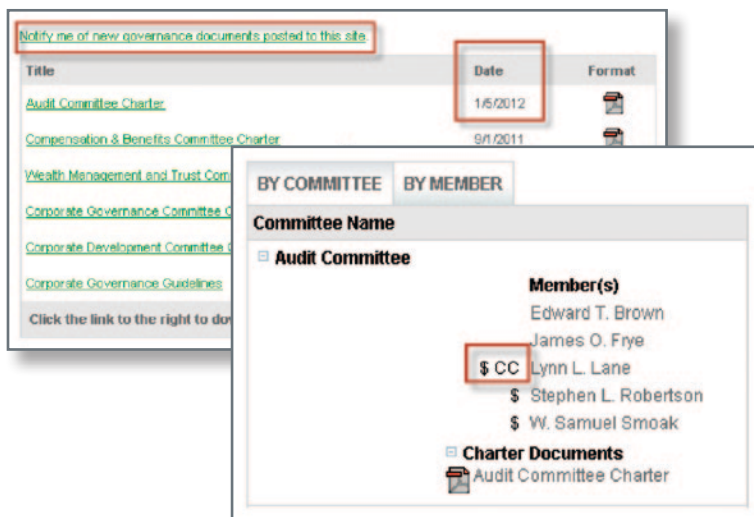 Notify me of new governance documents posted to this site.
Title Date Format
Audit Committee Charter 1/5/2012
Compensation & Benefits Committee Charter 9/1/2011
Wealth Management and Trust Com
Corporate Governance Committee C
Corporate Development Committee
Corporate Governance Guidelines
Click the link to the right to do
BY COMMITTEE BY MEMBER
Committee Name
Audit Committee
Member(s)
Edward T. Brown
James O. Frye
$ CC Lynn L. Lane
$ Stephen L. Robertson
$ W. Samuel Smoak
Charter Documents
Audit Committee Charter